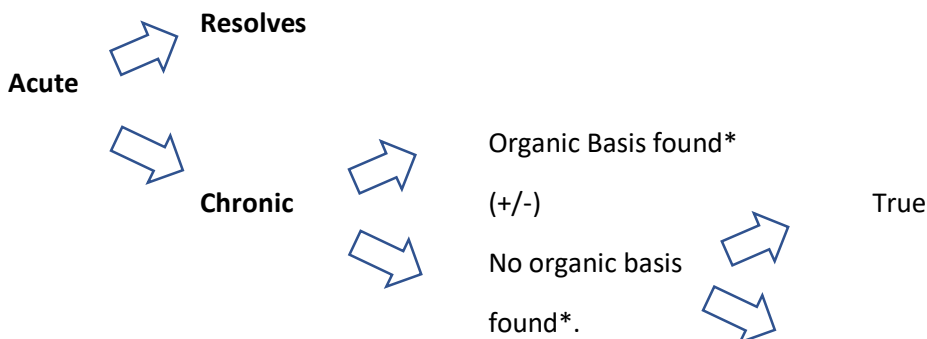 Resolves
Acute
Organic Basis found*
Chronic
(+/-)
True
No organic basis
found*.